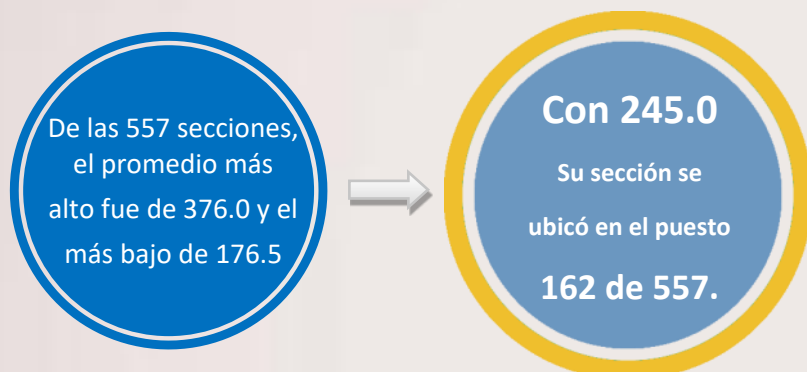 De las 557 secciones,
el promedio más
alto fue de 376.0 y el
más bajo de 176.5
Con 245.0
Su sección se
ubicó en el puesto
162 de 557.